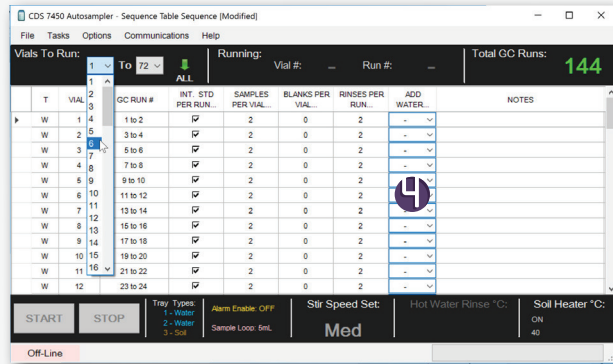 CDS 7450 Autosampler - Sequence Table Sequence [Modified]
File Tasks Options Communications Help
Vials To Run: 1 To 72 ALL Running: Vial #: _ Run #: _ Total GC Runs: 144
T VIAL GC RUN # INT. STD PER RUN... SAMPLES PER VIAL... BLANKS PER VIAL... RINSES PER RUN... ADD WATER... NOTES
W 1 1 to 2 2 0 2 -
W 2 3 to 4 2 0 2 -
W 3 5 to 6 2 0 2 -
W 4 7 to 8 2 0 2 -
W 5 9 to 10 2 0 2 -
W 6 11 to 12 2 0 2
W 7 13 to 14 2 0 2 -
W 8 15 to 16 2 0 2 -
W 9 17 to 18 2 0 2 -
W 10 19 to 20 2 0 2 -
W 11 21 to 22 2 0 2 -
W 12 23 to 24 2 0 2 -
1
2
3
4
5
6
7
8
9
10
11
12
13
14
15
16
4
START STOP
Tray Types:
1 - Water
2 - Water
3 - Soil
Alarm Enable: OFF
Sample Loop: 5mL
Stir Speed Set:
Med
Hot Water Rinse °C:
Soil Heater °C:
ON
40
Off-Line